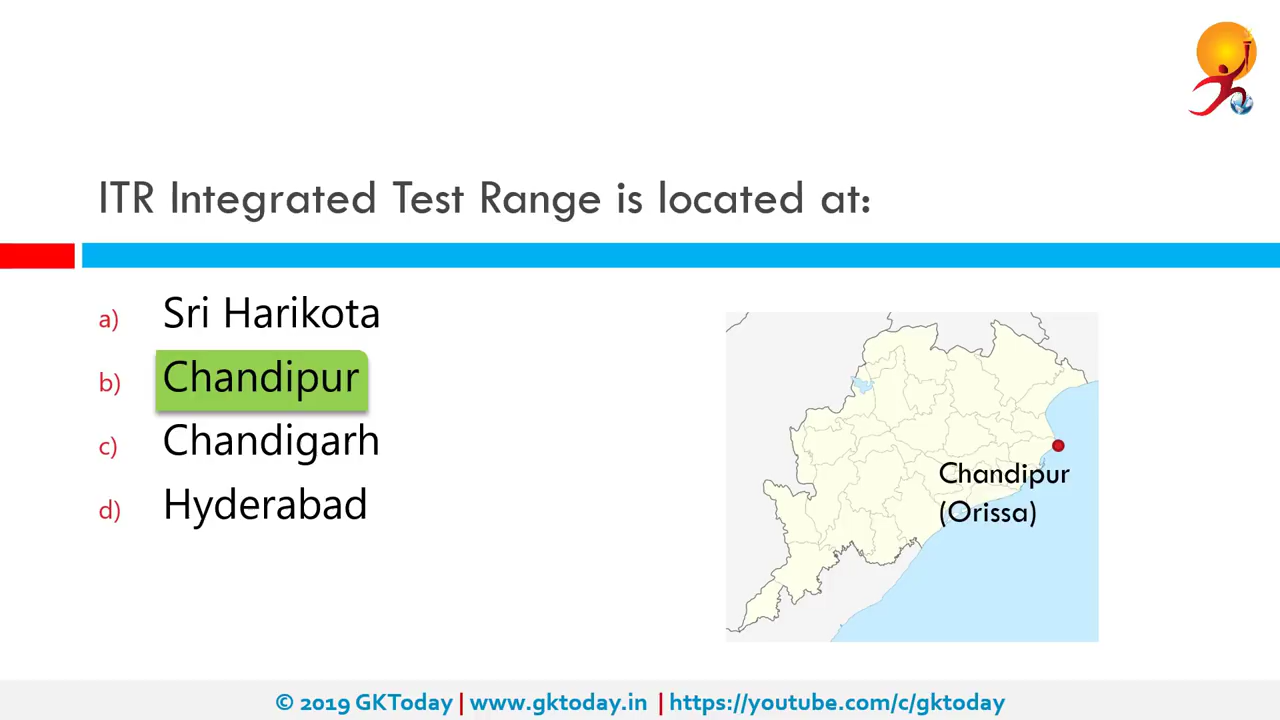 ITR Integrated Test Range is located at:
a) Sri Harikota
b) Chandipur
c) Chandigarh
d) Hyderabad
Chandipur
(Orissa)
© 2019 GKToday | www.gktoday.in | https://youtube.com/c/gktoday